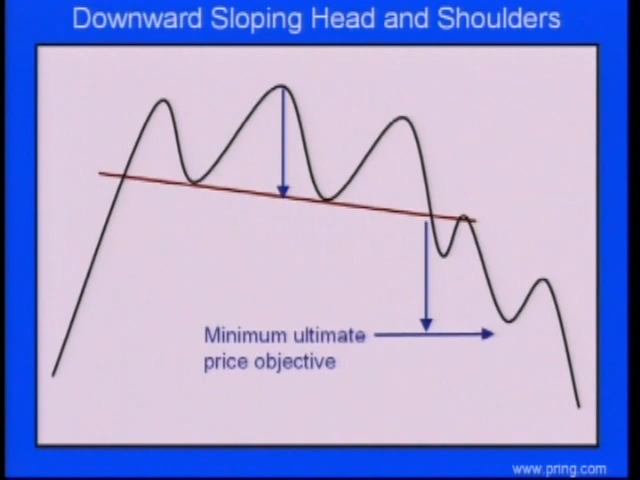 Downward Sloping Head and Shoulders
Minimum ultimate
price objective
www.pring.com